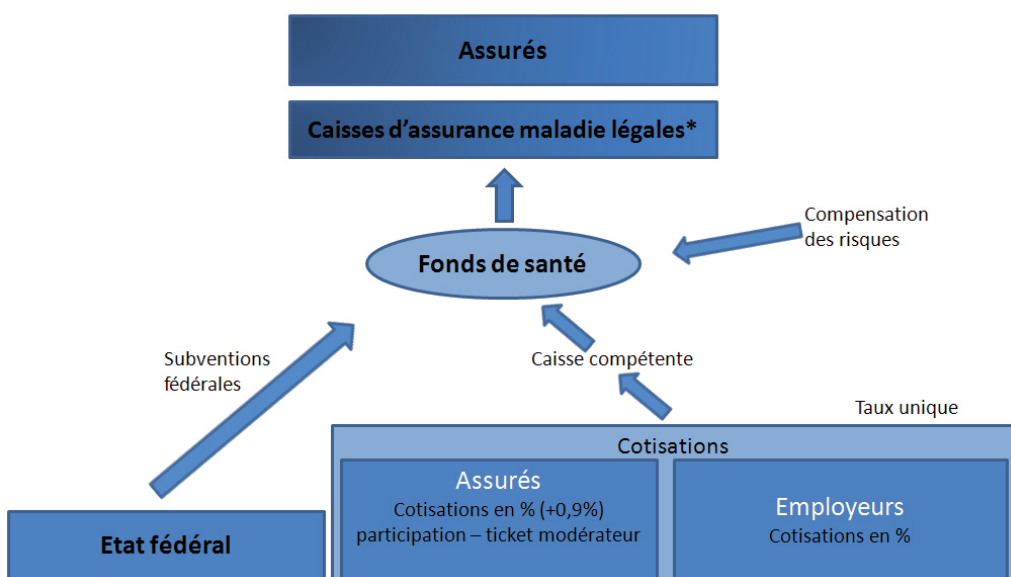 Assurés
Caisses d'assurance maladie légales*
Compensation
des risques
Fonds de santé
Subventions
fédérales
Caisse compétente
Taux unique
Cotisations
Assurés
Cotisations en % (+0,9%)
participation – ticket modérateur
Employeurs
Cotisations en %
Etat fédéral